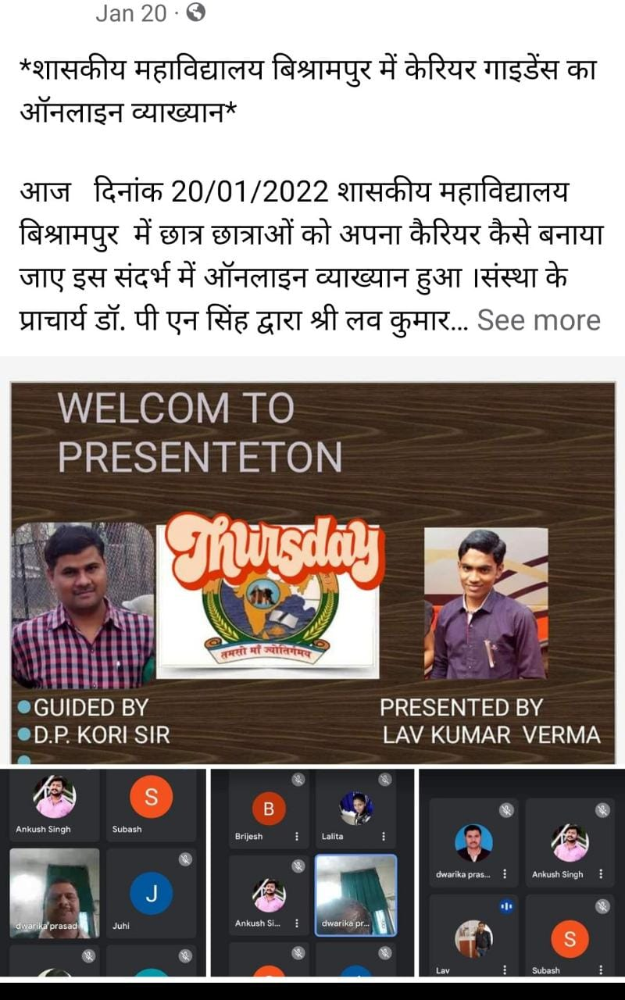 Jan 20 ·
*शासकीय महाविद्यालय बिश्रामपुर में केरियर गाइडेंस का
ऑनलाइन व्याख्यान*
आज दिनांक 20/01/2022 शासकीय महाविद्यालय
बिश्रामपुर में छात्र छात्राओं को अपना कैरियर कैसे बनाया
जाए इस संदर्भ में ऑनलाइन व्याख्यान हुआ ।संस्था के
प्राचार्य डॉ. पी एन सिंह द्वारा श्री लव कुमार... See more
WELCOM TO
PRESENTETON
Thursday
तमसो माँ ज्योतिर्गमय
GUIDED BY
D.P. KORI SIR
PRESENTED BY
LAV KUMAR VERMA
S
Ankush Singh
Subash
J
dwarika prasad
Juhi
B
Brijesh
Lalita
Ankush Si...
dwarika pr...
dwarika pras...
Ankush Singh
S
Lav
Subash